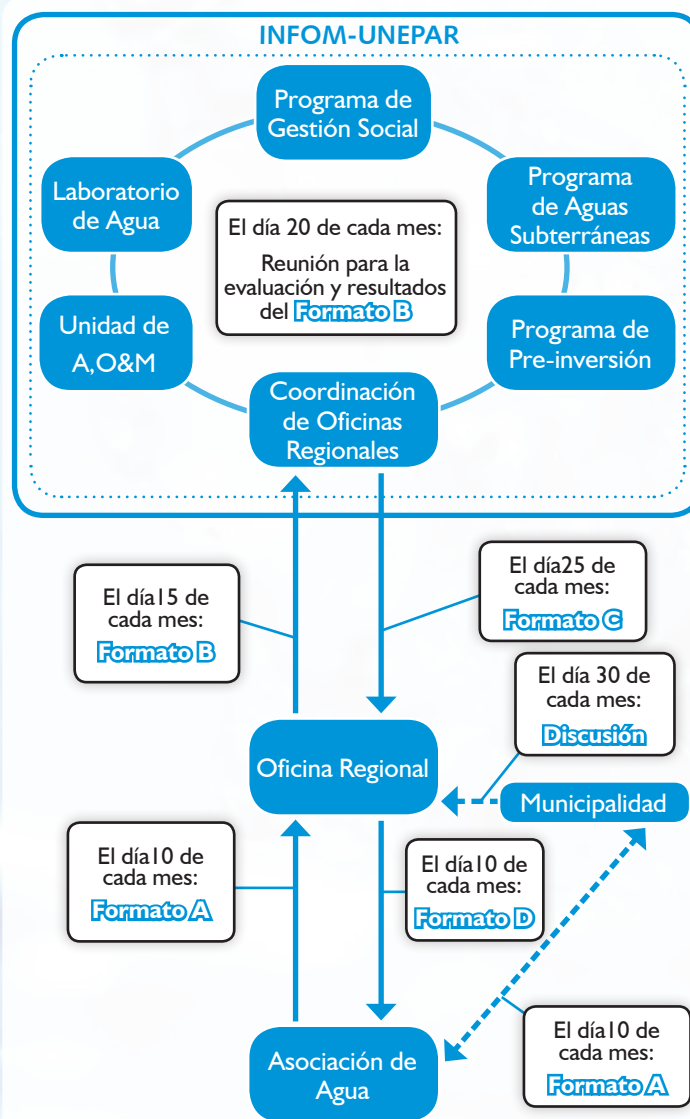 INFOM-UNEPAR
Programa de
Gestión Social
Laboratorio
de Agua
Programa
de Aguas
Subterráneas
El día 20 de cada mes:
Reunión para la
evaluación y resultados
del Formato B
Unidad de
A,O&M
Programa de
Pre-inversión
Coordinación
de Oficinas
Regionales
El día15 de
cada mes:
Formato B
El día25 de
cada mes:
Formato C
El día 30 de
cada mes:
Discusión
Oficina Regional
Municipalidad
El día10 de
cada mes:
Formato A
El día10 de
cada mes:
Formato D
Asociación de
Agua
El día10 de
cada mes:
Formato A